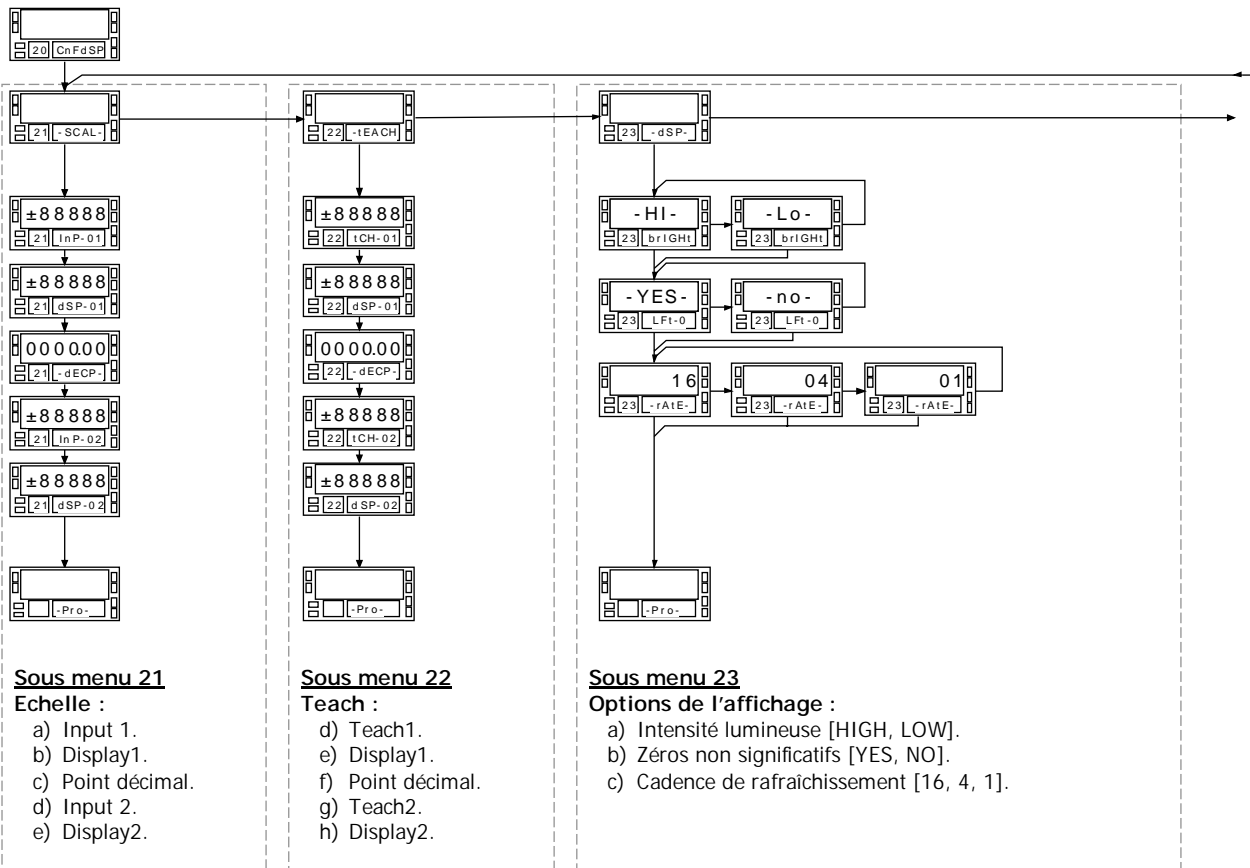 20 CnFdSP
21 -SCAL-
22 -tEACH
23 -dSP-
±88888
21 InP-01
±88888
21 dSP-01
0000.00
21 -dECP-
±88888
21 InP-02
±88888
21 dSP-02
-Pro-
±88888
22 tCH-01
±88888
22 dSP-01
0000.00
22 -dECP-
±88888
22 tCH-02
±88888
22 dSP-02
-Pro-
-HI-
23 brIGHt
-Lo-
23 brIGHt
-YES-
23 LFt-0
-no-
23 LFt-0
16
23 -rAtE-
04
23 -rAtE-
01
23 -rAtE-
-Pro-
Sous menu 21
Echelle :
a) Input 1.
b) Display1.
c) Point décimal.
d) Input 2.
e) Display2.
Sous menu 22
Teach :
d) Teach1.
e) Display1.
f) Point décimal.
g) Teach2.
h) Display2.
Sous menu 23
Options de l'affichage :
a) Intensité lumineuse [HIGH, LOW].
b) Zéros non significatifs [YES, NO].
c) Cadence de rafraîchissement [16, 4, 1].